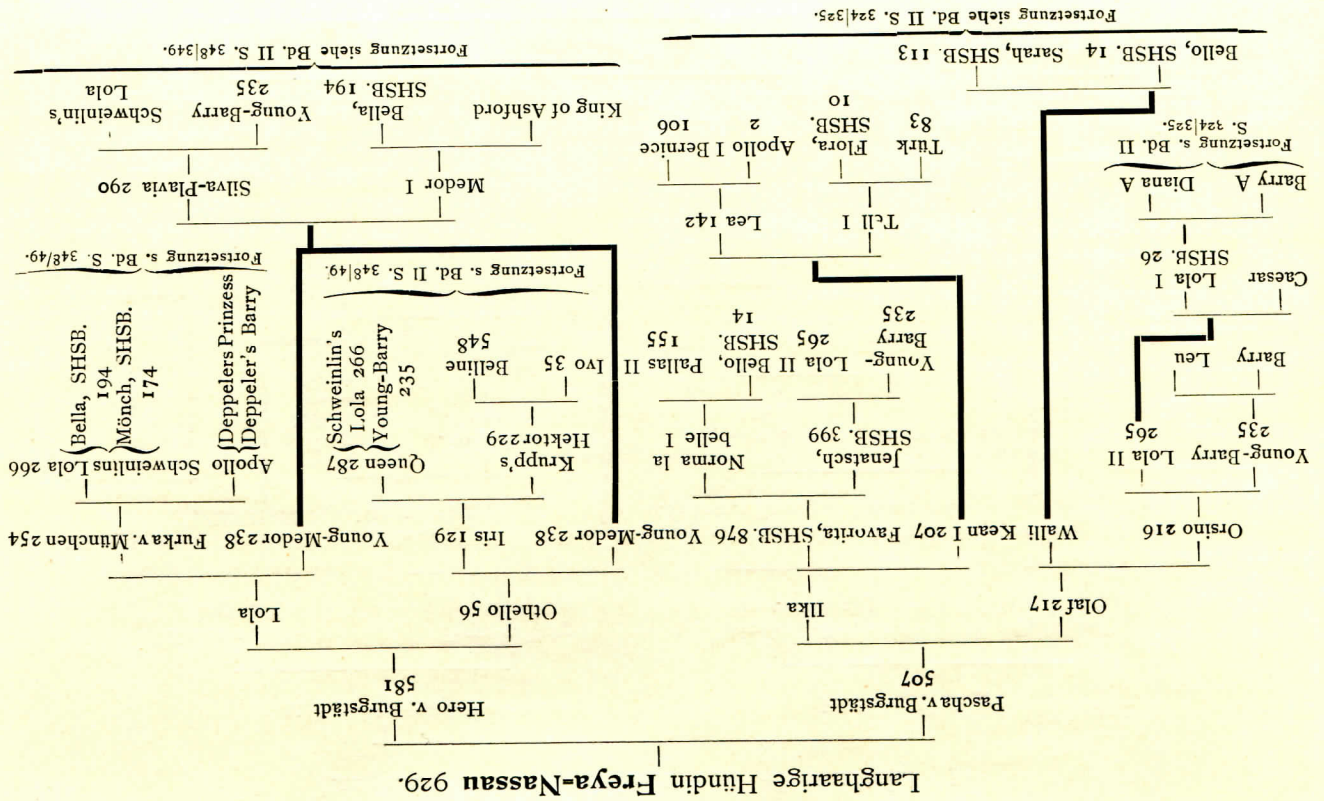 Langhaarige Hündin Freya-Nassau 929.
Pascha v. Burgstädt
507
Hero v. Burgstädt
581
Olaf 217
Ilka
Othello 56
Lola
Orsino 216
Walli
Kean I 207
Favorita, SHSB. 876
Young-Medor 238
Iris 129
Young-Medor 238
Furka v. München 254
Young-Barry
235
Lola II
265
Jenatsch,
SHSB. 399
Norma la
belle I
Krupp's
Hektor 229
Queen 287
Apollo
Schweinlins Lola 266
Barry
Leu
Young-
Barry
235
Lola II
265
Bello,
SHSB.
14
Pallas II
155
Ivo 35
Belline
548
Schweinlin's
Lola 266
Young-Barry
235
Deppelers Prinzess
Deppeler's Barry
Bella, SHSB.
194
Mönch, SHSB.
174
Fortsetzung s. Bd. II S. 348|49.
Fortsetzung s. Bd. S. 348/49.
Caesar
Lola I
SHSB. 26
Tell I
Lea 142
Medor I
Silva-Plavia 290
Barry A
Diana A
Fortsetzung s. Bd. II
S. 324|325.
Türk
83
Flora,
SHSB.
10
Apollo I
2
Bernice
106
King of Ashford
Bella,
SHSB. 194
Young-Barry
235
Schweinlin's
Lola
Fortsetzung siehe Bd. II S. 348|349.
Bello, SHSB. 14
Sarah, SHSB. 113
Fortsetzung siehe Bd. II S. 324|325.